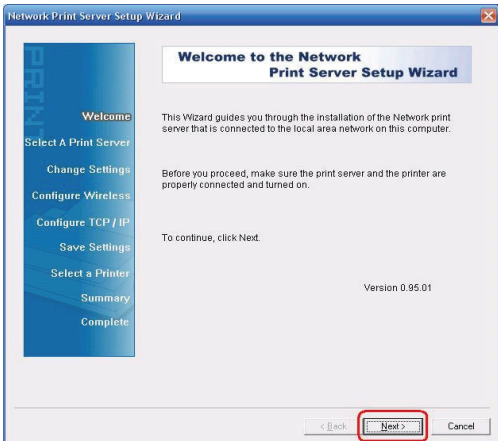 Network Print Server Setup Wizard
PRINT
Welcome
Select A Print Server
Change Settings
Configure Wireless
Configure TCP / IP
Save Settings
Select a Printer
Summary
Complete
Welcome to the Network
Print Server Setup Wizard
This Wizard guides you through the installation of the Network print
server that is connected to the local area network on this computer.
Before you proceed, make sure the print server and the printer are
properly connected and turned on.
To continue, click Next.
Version 0.95.01
< Back
Next >
Cancel